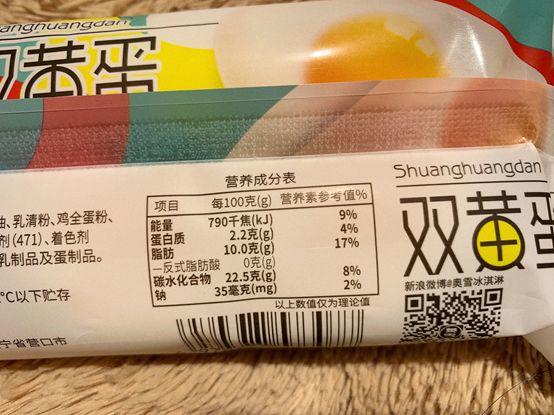 anghuangdan
双黄蛋
Shuanghuangdan
双黄蛋
新浪微博@奥雪冰淇淋
油、乳清粉、鸡全蛋粉、
剂(471)、着色剂
乳制品及蛋制品。
℃以下贮存
宁省营口市
营养成分表
项目 每100克(g) 营养素参考值%
能量 790千焦(kJ) 9%
蛋白质 2.2克(g) 4%
脂肪 10.0克(g) 17%
—反式脂肪酸 0克(g)
碳水化合物 22.5克(g) 8%
钠 35毫克(mg) 2%
以上数值仅为理论值